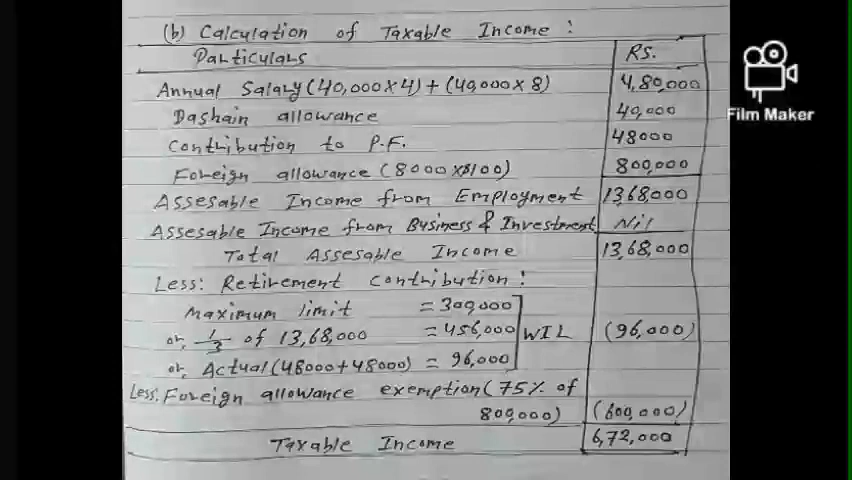 (b) Calculation of Taxable Income:
Particulars Rs.
Annual Salary (40,000 X 4) + (40,000 X 8) 4,80,000
Dashain allowance 40,000
Contribution to P.F. 48000
Foreign allowance (8000 X $100) 800,000
Assesable Income from Employment 13,68,000
Assesable Income from Business & Investment Nil
Total Assesable Income 13,68,000
Less: Retirement contribution:
Maximum limit = 300,000
or, 1/3 of 13,68,000 = 456,000 WIL (96,000)
or, Actual (48000+48000) = 96,000
Less: Foreign allowance exemption (75% of
800,000) (600,000)
Taxable Income 6,72,000
Film Maker